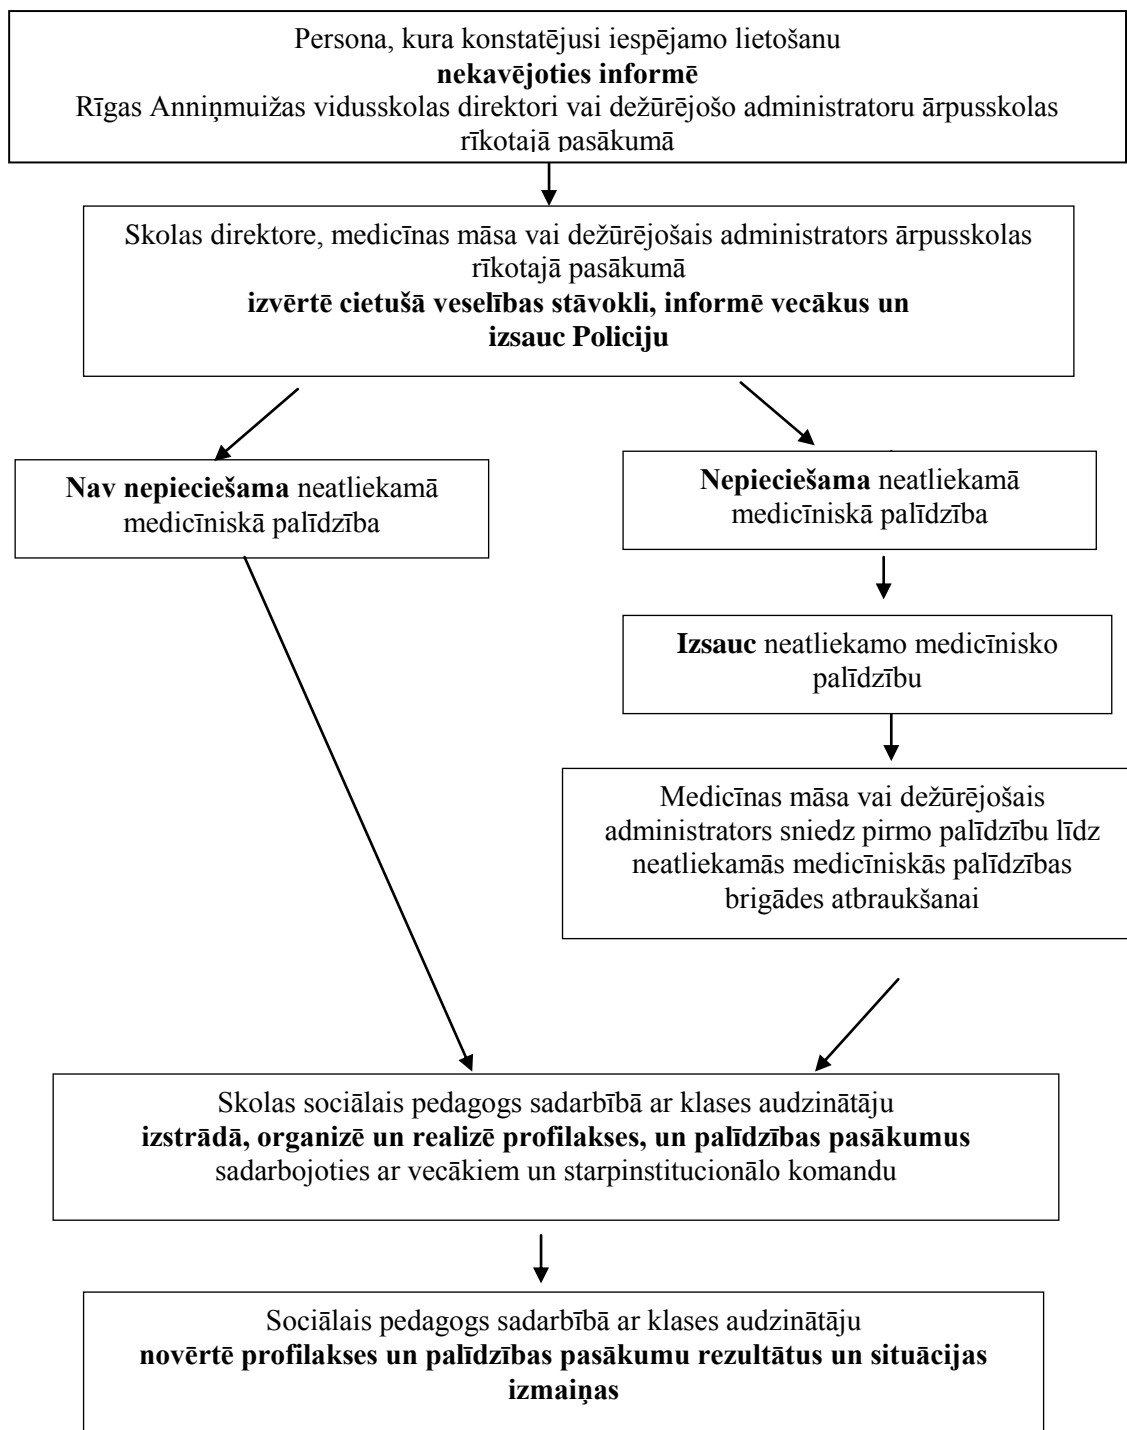 Persona, kura konstatējusi iespējamo lietošanu
nekavējoties informē
Rīgas Anniņmuižas vidusskolas direktori vai dežūrējošo administratoru ārpusskolas
rīkotajā pasākumā
Skolas direktore, medicīnas māsa vai dežūrējošais administrators ārpusskolas
rīkotajā pasākumā
izvērtē cietušā veselības stāvokli, informē vecākus un
izsauc Policiju
Nav nepieciešama neatliekamā
medicīniskā palīdzība
Nepieciešama neatliekamā
medicīniskā palīdzība
Izsauc neatliekamo medicīnisko
palīdzību
Medicīnas māsa vai dežūrējošais
administrators sniedz pirmo palīdzību līdz
neatliekamās medicīniskās palīdzības
brigādes atbraukšanai
Skolas sociālais pedagogs sadarbībā ar klases audzinātāju
izstrādā, organizē un realizē profilakses, un palīdzības pasākumus
sadarbojoties ar vecākiem un starpinstitucionālo komandu
Sociālais pedagogs sadarbībā ar klases audzinātāju
novērtē profilakses un palīdzības pasākumu rezultātus un situācijas
izmaiņas